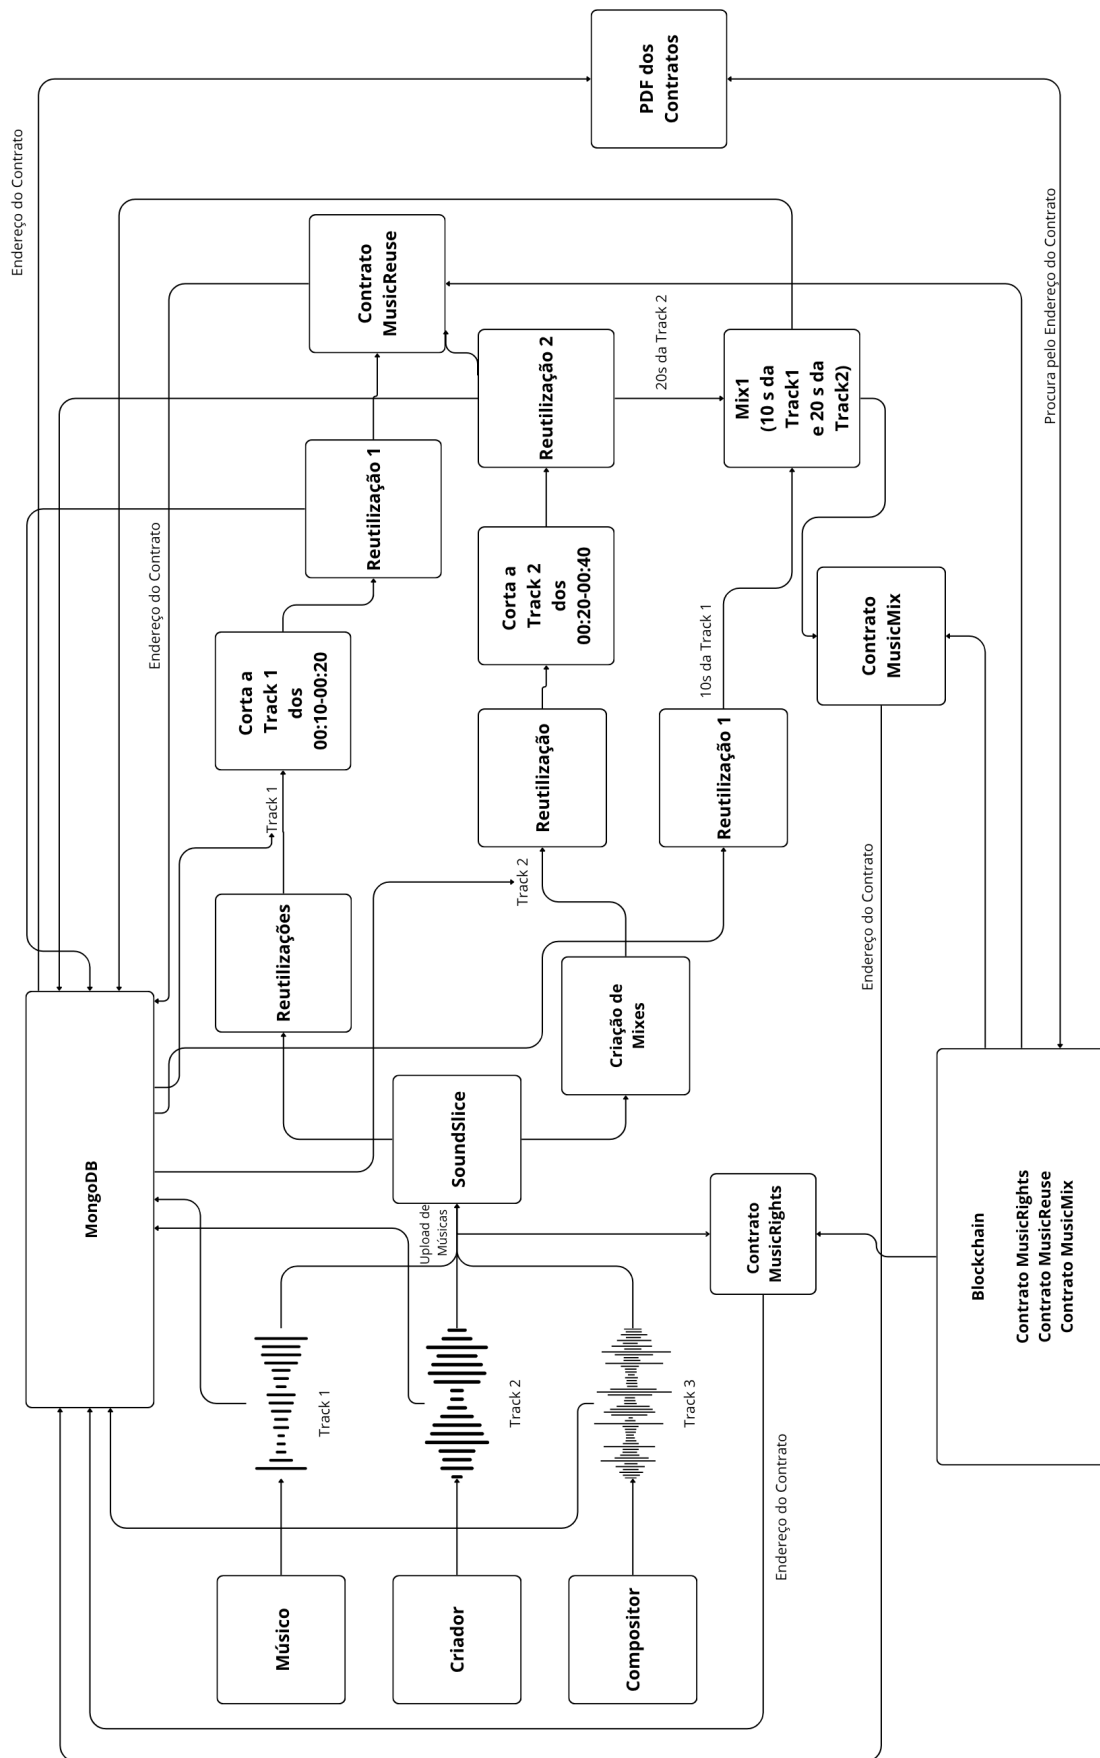 Endereço do Contrato
MongoDB
Endereço do Contrato
Músico
Track 1
Reutilizações
Track 1
Corta a
Track 1
dos
00:10-00:20
Reutilização 1
Contrato
MusicReuse
Criador
Track 2
Upload de
Músicas
SoundSlice
Track 2
Reutilização
Corta a
Track 2
dos
00:20-00:40
Reutilização 2
PDF dos
Contratos
Compositor
Track 3
Criação de
Mixes
Reutilização 1
10s da Track 1
20s da Track 2
Mix1
(10 s da
Track1
e 20 s da
Track2)
Contrato
MusicRights
Endereço do Contrato
Endereço do Contrato
Contrato
MusicMix
Blockchain
Contrato MusicRights
Contrato MusicReuse
Contrato MusicMix
Procura pelo Endereço do Contrato